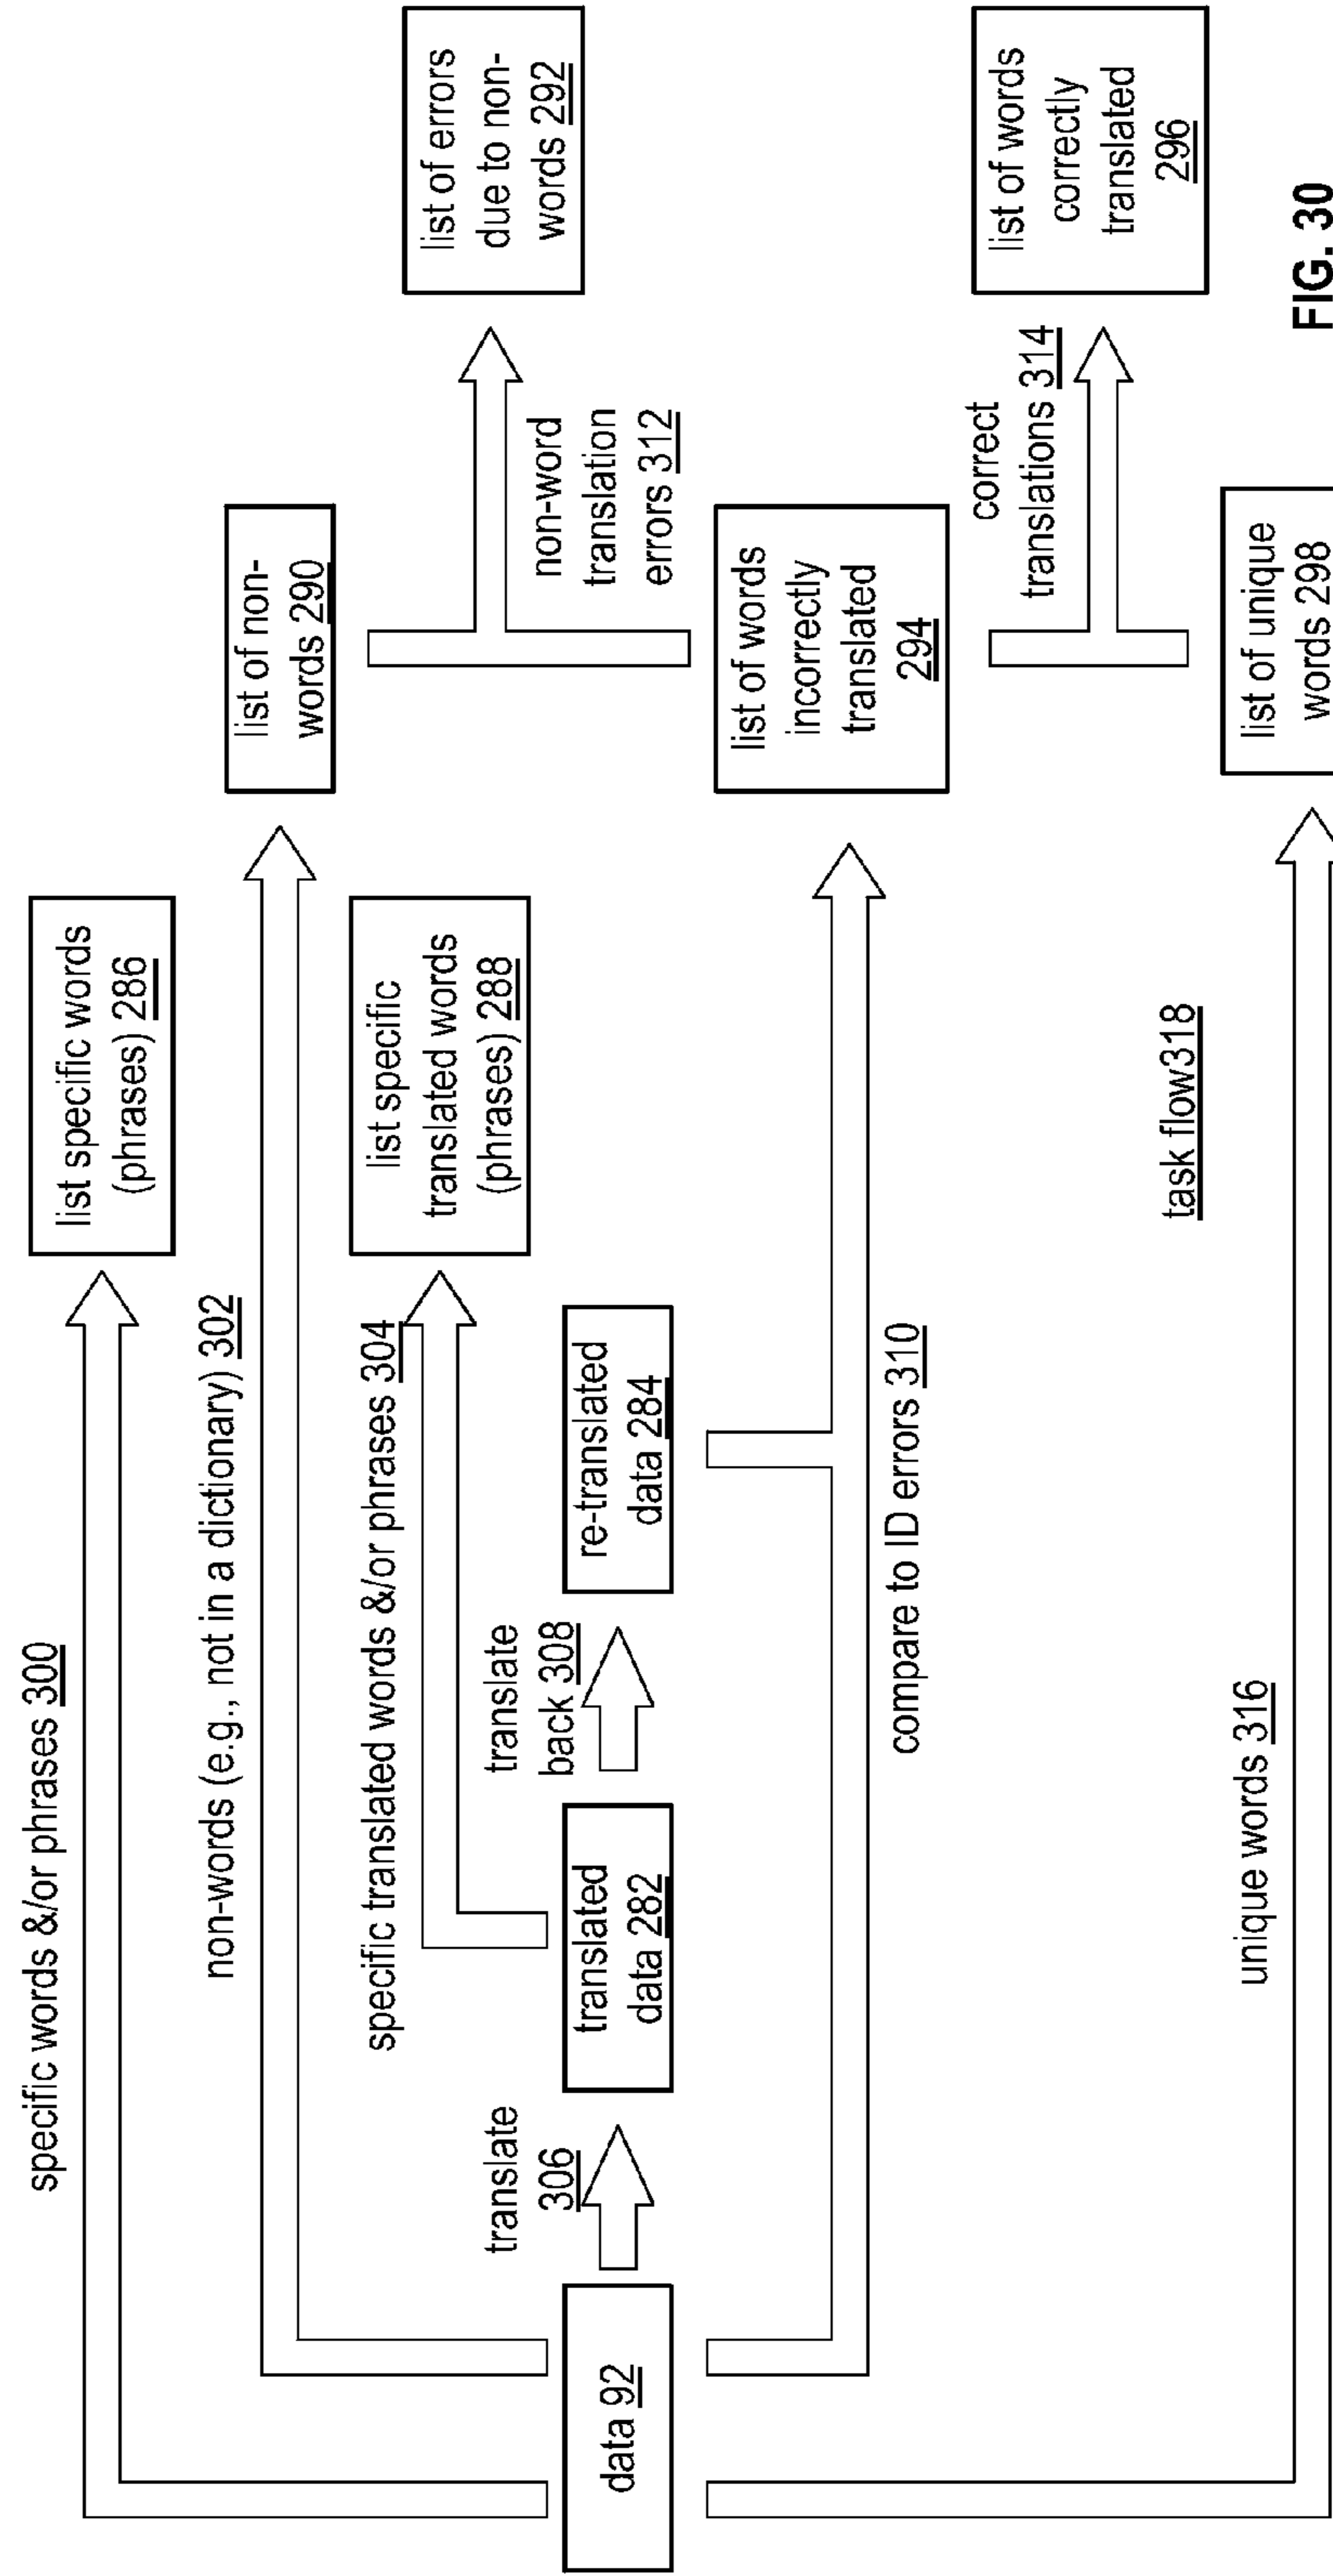 specific words &/or phrases 300
list specific words
(phrases) 286
non-words (e.g., not in a dictionary) 302
list of non-
words 290
specific translated words &/or phrases 304
list specific
translated words
(phrases) 288
list of errors
due to non-
words 292
non-word
translation
errors 312
translate
306
translate
back 308
data 92
translated
data 282
re-translated
data 284
list of words
incorrectly
translated
294
compare to ID errors 310
correct
translations 314
list of words
correctly
translated
296
task flow318
unique words 316
list of unique
words 298
FIG. 30